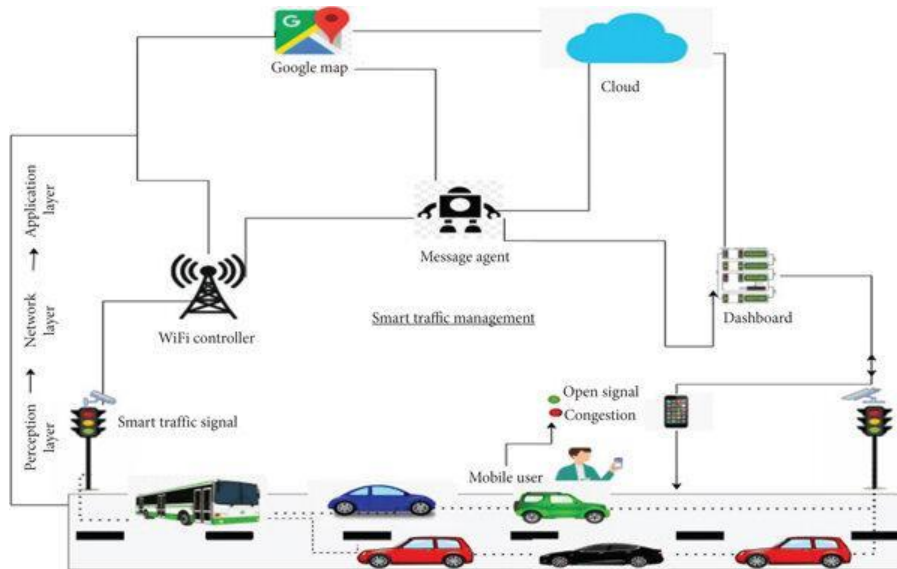 G
Google map
Cloud
Application
layer
Message agent
Network
layer
WiFi controller
Smart traffic management
Dashboard
Perception
layer
Smart traffic signal
Open signal
Congestion
Mobile user